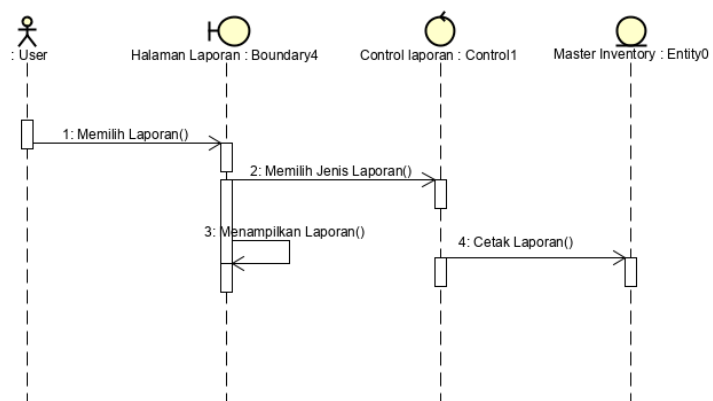 : User
Halaman Laporan : Boundary4
Control laporan : Control1
Master Inventory : Entity0
1: Memilih Laporan()
2: Memilih Jenis Laporan()
3: Menampilkan Laporan()
4: Cetak Laporan()